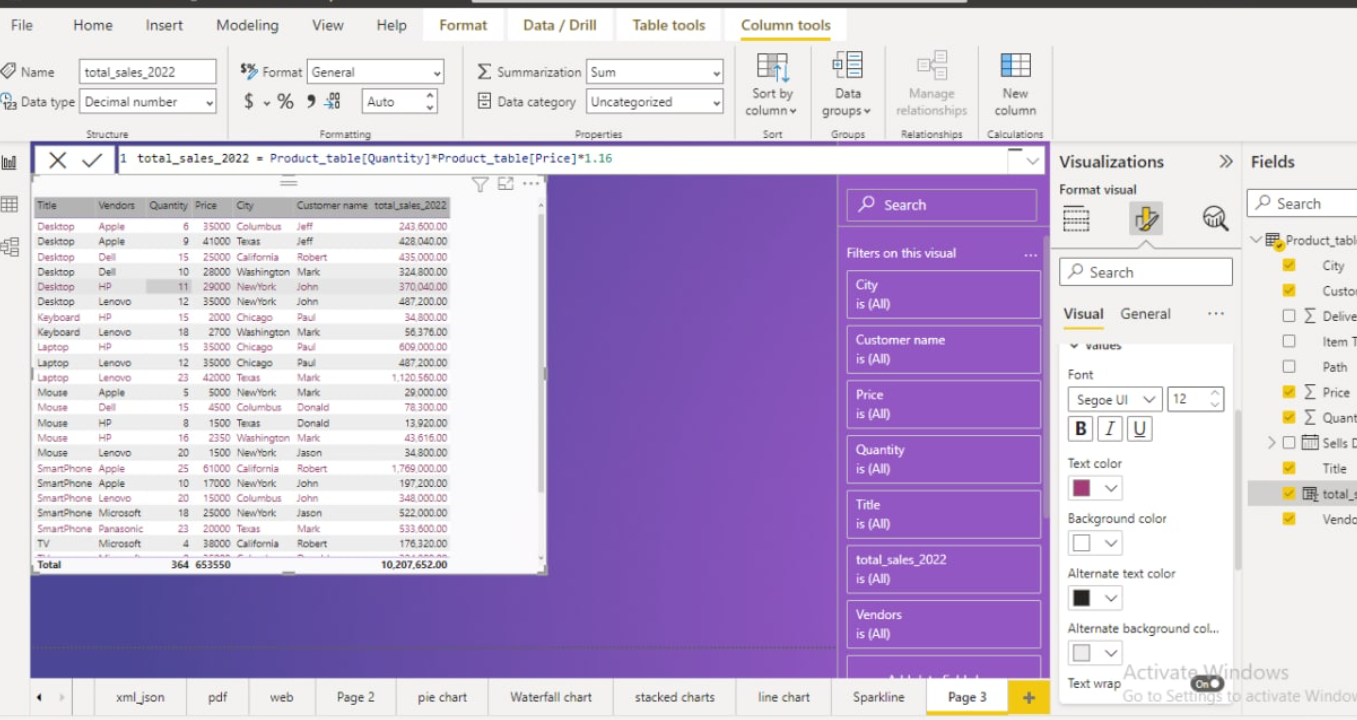 File Home Insert Modeling View Help Format Data / Drill Table tools Column tools
Name total_sales_2022 Format General Summarization Sum
Data type Decimal number $ % Auto Data category Uncategorized
Sort by column Data groups Manage relationships New column
Structure Formatting Properties Sort Groups Relationships Calculations
1 total_sales_2022 = Product_table[Quantity]*Product_table[Price]*1.16
Title Vendors Quantity Price City Customer name total_sales_2022
Desktop Apple 6 35000 Columbus Jeff 243,600.00
Desktop Apple 9 41000 Texas Jeff 428,040.00
Desktop Dell 15 25000 California Robert 435,000.00
Desktop Dell 10 28000 Washington Mark 324,800.00
Desktop HP 11 29000 NewYork John 370,040.00
Desktop Lenovo 12 35000 NewYork John 487,200.00
Keyboard HP 15 2000 Chicago Paul 34,800.00
Keyboard Lenovo 18 2700 Washington Mark 56,376.00
Laptop HP 15 35000 Chicago Paul 609,000.00
Laptop Lenovo 12 35000 Chicago Paul 487,200.00
Laptop Lenovo 23 42000 Texas Mark 1,120,560.00
Mouse Apple 5 5000 NewYork Mark 29,000.00
Mouse Dell 15 4500 Columbus Donald 78,300.00
Mouse HP 8 1500 Texas Donald 13,920.00
Mouse HP 16 2350 Washington Mark 43,616.00
Mouse Lenovo 20 1500 NewYork Jason 34,800.00
SmartPhone Apple 25 61000 California Robert 1,769,000.00
SmartPhone Apple 10 17000 NewYork John 197,200.00
SmartPhone Lenovo 20 15000 Columbus John 348,000.00
SmartPhone Microsoft 18 25000 NewYork Jason 522,000.00
SmartPhone Panasonic 23 20000 Texas Mark 533,600.00
TV Microsoft 4 38000 California Robert 176,320.00
Total 364 653550 10,207,652.00
Search
Filters on this visual ...
City
is (All)
Customer name
is (All)
Price
is (All)
Quantity
is (All)
Title
is (All)
total_sales_2022
is (All)
Vendors
is (All)
Visualizations
Format visual
Search
Visual General ...
Values
Font
Segoe UI 12
B I U
Text color
Background color
Alternate text color
Alternate background col...
Text wrap On
Fields
Search
Product_tabl
City
Custo
Delive
Item T
Path
Price
Quant
Sells D
Title
total_s
Vendo
Activate Windows
Go to Settings to activate Window
xml_json pdf web Page 2 pie chart Waterfall chart stacked charts line chart Sparkline Page 3 +